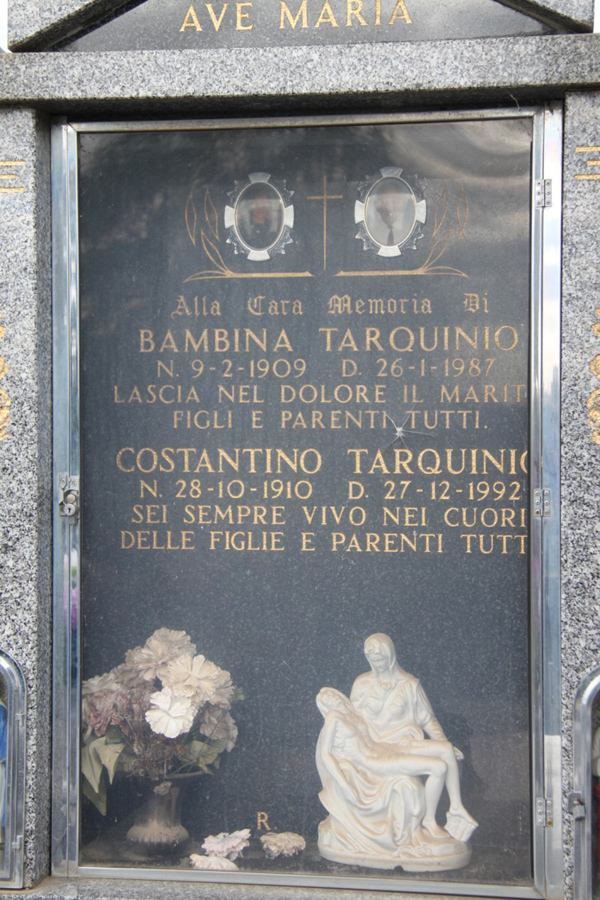 AVE MARIA
Alla Cara Memoria Di
BAMBINA TARQUINIO
N. 9-2-1909 D. 26-1-1987
LASCIA NEL DOLORE IL MARIT
FIGLI E PARENTI TUTTI.
COSTANTINO TARQUINIO
N. 28-10-1910 D. 27-12-1992
SEI SEMPRE VIVO NEI CUORI
DELLE FIGLIE E PARENTI TUTT
R